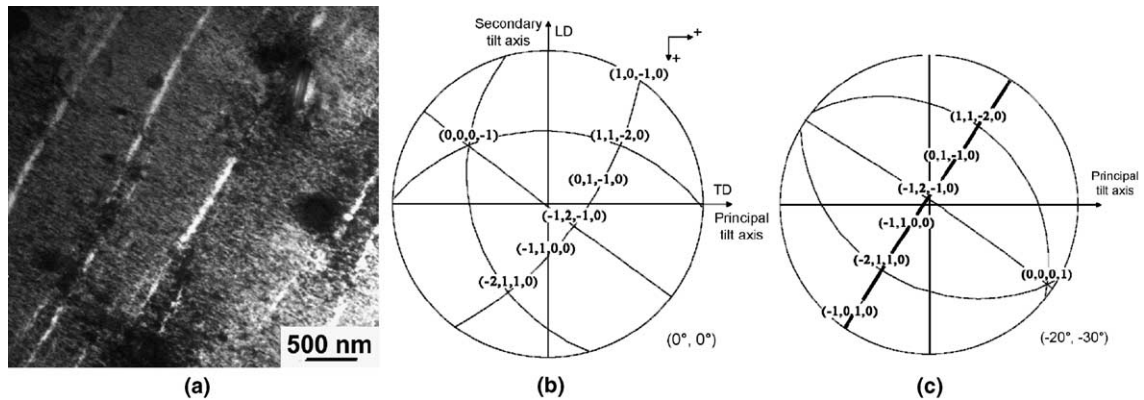 500 nm
(a)
Secondary
tilt axis
LD
+
+
(1,0,-1,0)
(0,0,0,-1)
(1,1,-2,0)
(0,1,-1,0)
TD
(-1,2,-1,0)
Principal
tilt axis
(-1,1,0,0)
(-2,1,1,0)
(0°, 0°)
(b)
(1,1,-2,0)
(0,1,-1,0)
Principal
tilt axis
(-1,2,-1,0)
(-1,1,0,0)
(-2,1,1,0)
(0,0,0,1)
(-1,0,1,0)
(-20°, -30°)
(c)